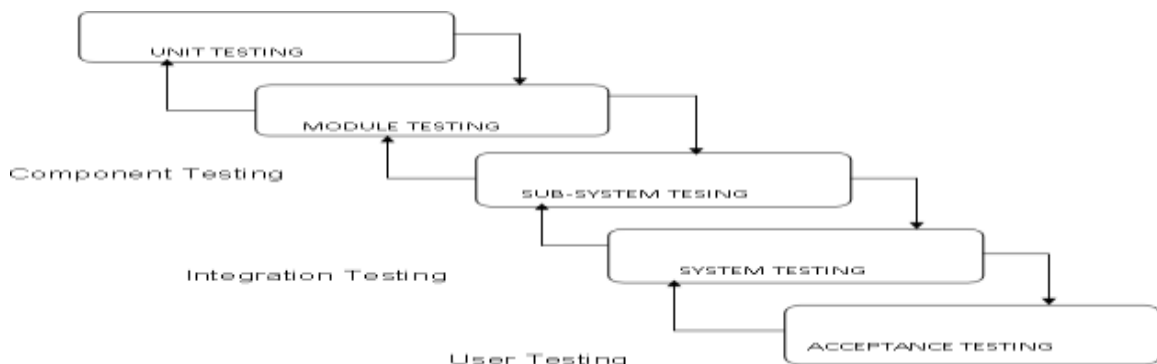 UNIT TESTING
MODULE TESTING
Component Testing
SUB-SYSTEM TESING
Integration Testing
SYSTEM TESTING
ACCEPTANCE TESTING
User Testing